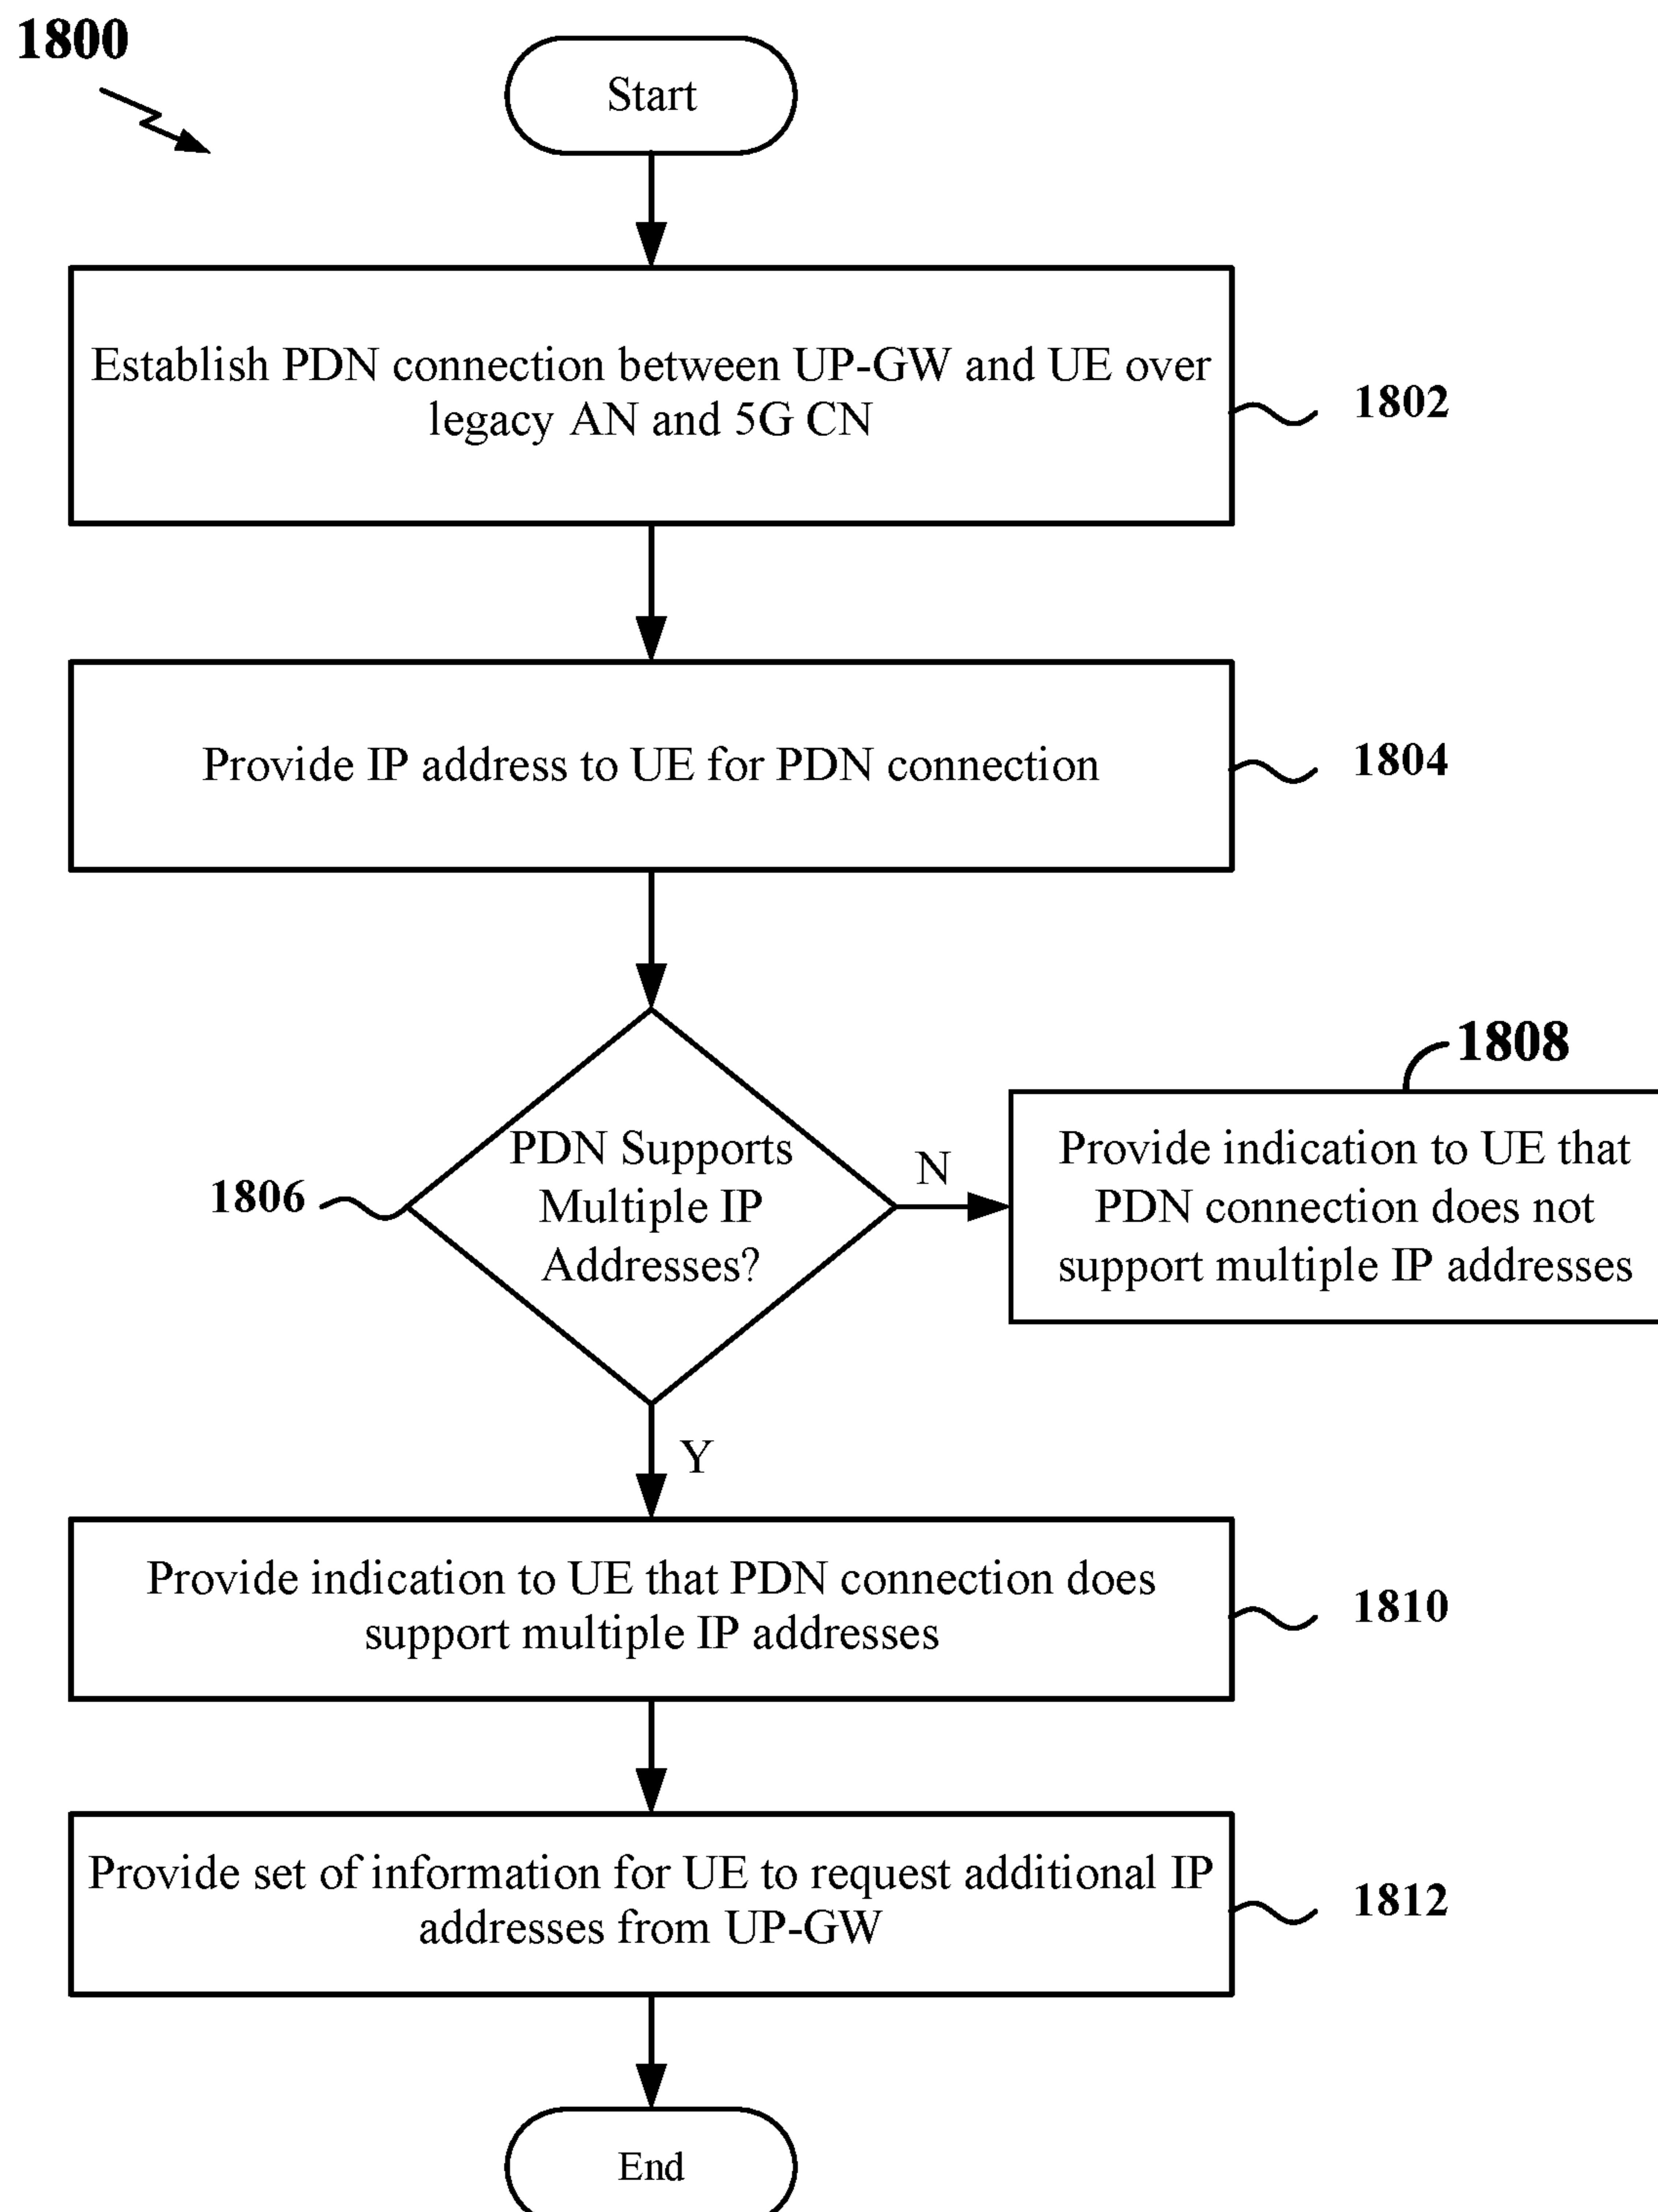 1800
Start
Establish PDN connection between UP-GW and UE over
legacy AN and 5G CN
1802
Provide IP address to UE for PDN connection
1804
PDN Supports
Multiple IP
Addresses?
1806
N
1808
Provide indication to UE that
PDN connection does not
support multiple IP addresses
Y
Provide indication to UE that PDN connection does
support multiple IP addresses
1810
Provide set of information for UE to request additional IP
addresses from UP-GW
1812
End